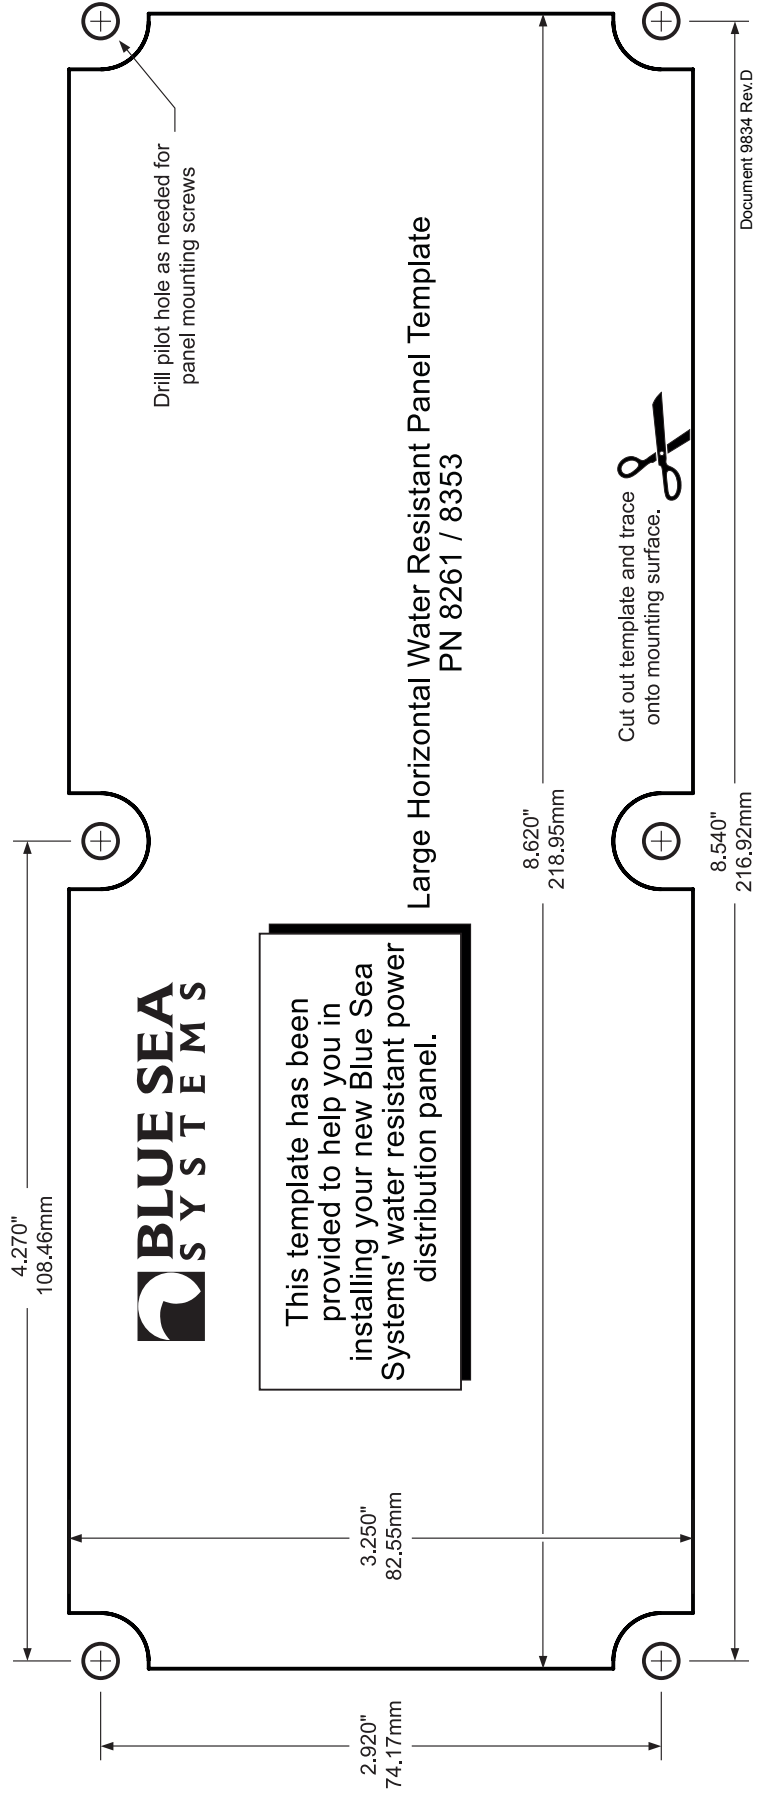 4.270"
108.46mm
BLUE SEA
SYSTEMS
Drill pilot hole as needed for
panel mounting screws
This template has been
provided to help you in
installing your new Blue Sea
Systems' water resistant power
distribution panel.
2.920"
74.17mm
3.250"
82.55mm
Large Horizontal Water Resistant Panel Template
PN 8261 / 8353
8.620"
218.95mm
Cut out template and trace
onto mounting surface.
8.540"
216.92mm
Document 9834 Rev.D